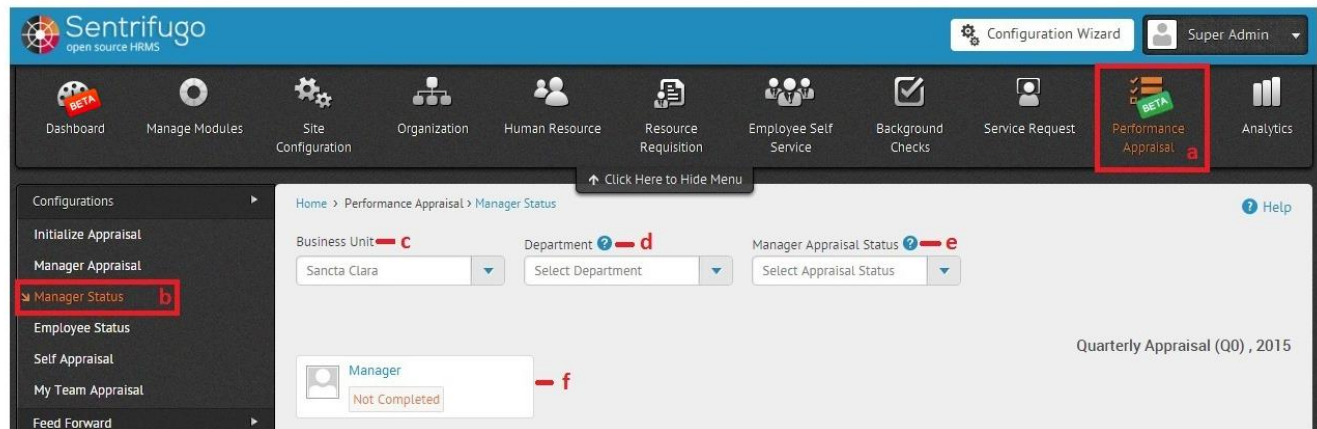 Sentrifugo
open source HRMS
Configuration Wizard
Super Admin
BETA
Dashboard
Manage Modules
Site
Configuration
Organization
Human Resource
Resource
Requisition
Employee Self
Service
Background
Checks
Service Request
BETA
Performance
Appraisal
a
Analytics
Click Here to Hide Menu
Configurations
Initialize Appraisal
Manager Appraisal
Manager Status b
Employee Status
Self Appraisal
My Team Appraisal
Feed Forward
Home > Performance Appraisal > Manager Status
? Help
Business Unit c
Department ? d
Manager Appraisal Status ? e
Sancta Clara
Select Department
Select Appraisal Status
Quarterly Appraisal (Q0) , 2015
Manager
Not Completed
f